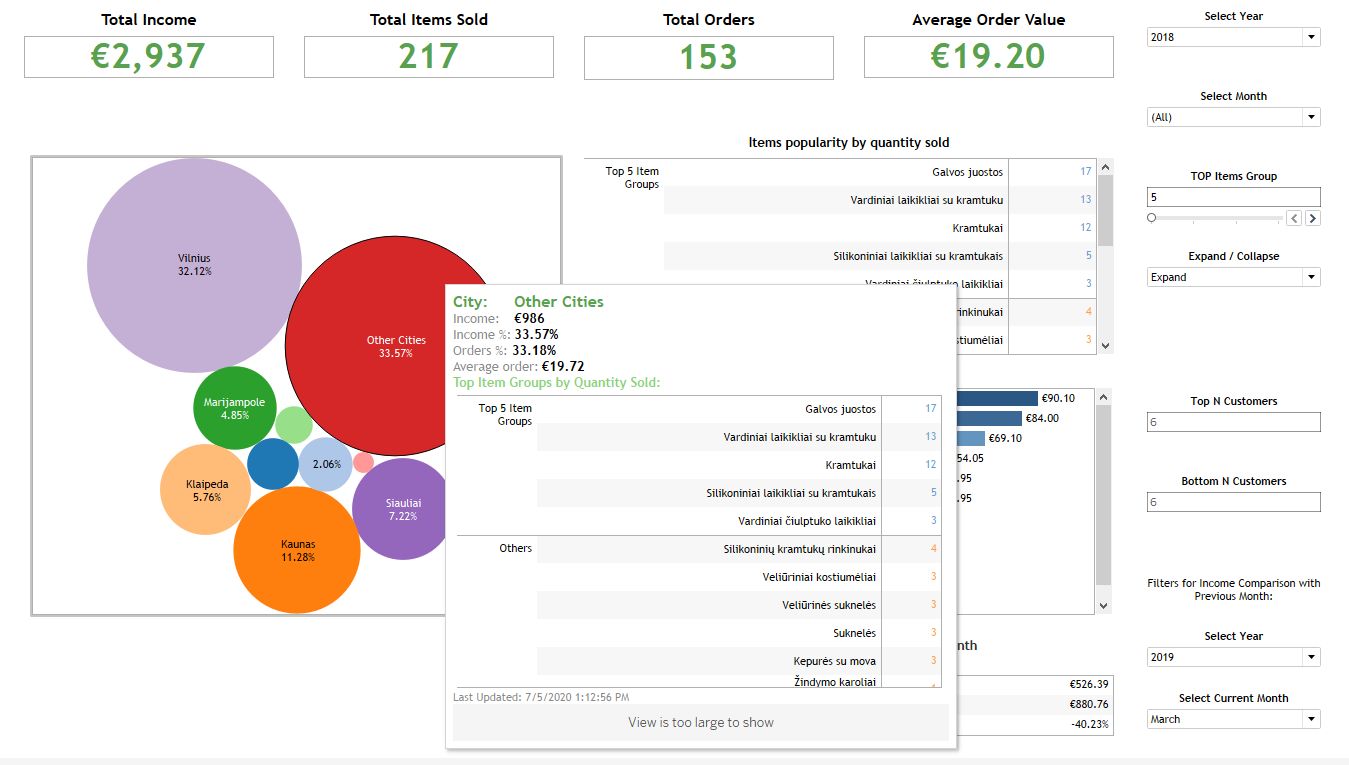 Total Income
€2,937
Total Items Sold
217
Total Orders
153
Average Order Value
€19.20
Select Year
2018
Select Month
(All)
TOP Items Group
5
Expand / Collapse
Expand
Top N Customers
6
Bottom N Customers
6
Filters for Income Comparison with
Previous Month:
Select Year
2019
Select Current Month
March
Vilnius
32.12%
Other Cities
33.57%
Marijampole
4.85%
2.06%
Klaipeda
5.76%
Siauliai
7.22%
Kaunas
11.28%
Items popularity by quantity sold
Top 5 Item
Groups
Galvos juostos 17
Vardiniai laikikliai su kramtuku 13
Kramtukai 12
Silikoniniai laikikliai su kramtukais 5
Vardiniai čiulptuko laikikliai 3
rinkinukai 4
stiumėliai 3
€90.10
€84.00
€69.10
54.05
.95
.95
nth
€526.39
€880.76
-40.23%
City: Other Cities
Income: €986
Income %: 33.57%
Orders %: 33.18%
Average order: €19.72
Top Item Groups by Quantity Sold:
Top 5 Item
Groups
Galvos juostos 17
Vardiniai laikikliai su kramtuku 13
Kramtukai 12
Silikoniniai laikikliai su kramtukais 5
Vardiniai čiulptuko laikikliai 3
Others
Silikoninių kramtukų rinkinukai 4
Veliūriniai kostiumėliai 3
Veliūrinės suknelės 3
Suknelės 3
Kepurės su mova 3
Žindymo karoliai
Last Updated: 7/5/2020 1:12:56 PM
View is too large to show